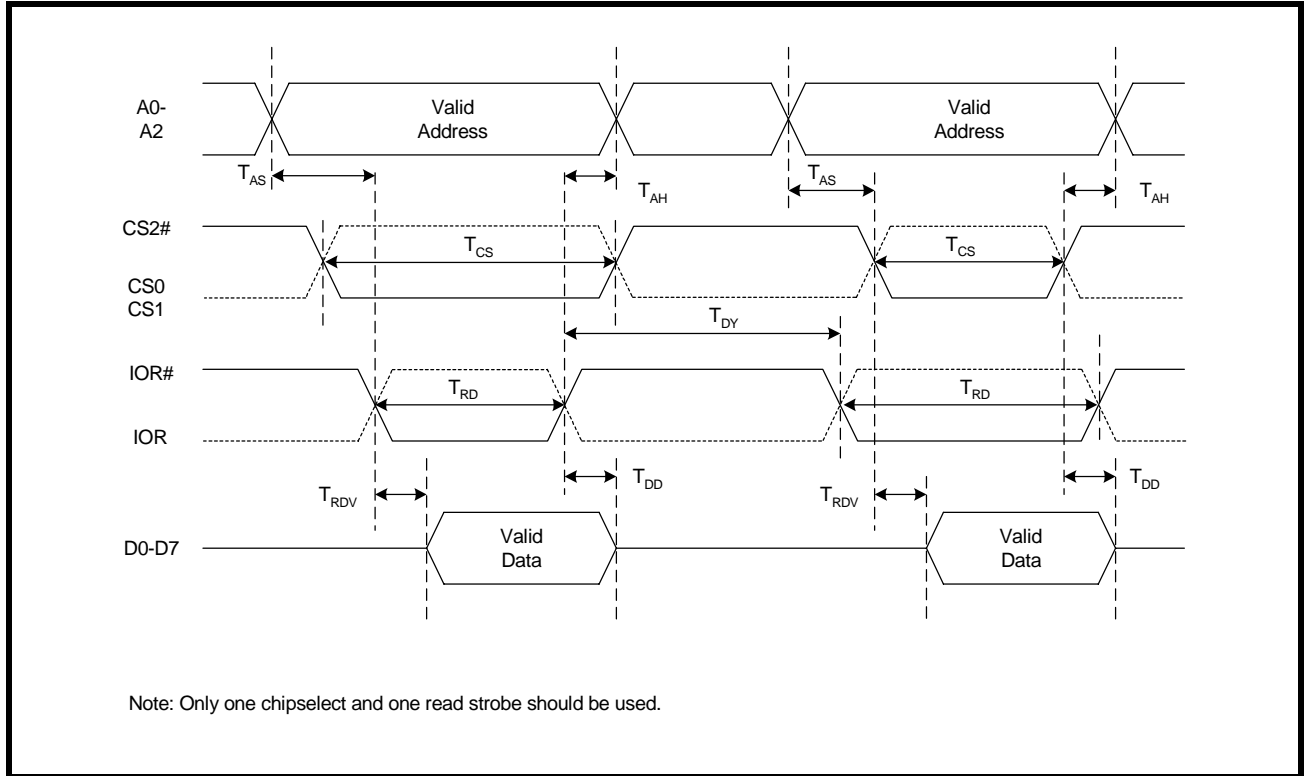 A0-
A2
Valid
Address
Valid
Address
TAS
TAH
TAS
TAH
CS2#
CS0
CS1
TCS
TCS
TDY
IOR#
IOR
TRD
TRD
TRDV
TDD
TRDV
TDD
D0-D7
Valid
Data
Valid
Data
Note: Only one chipselect and one read strobe should be used.